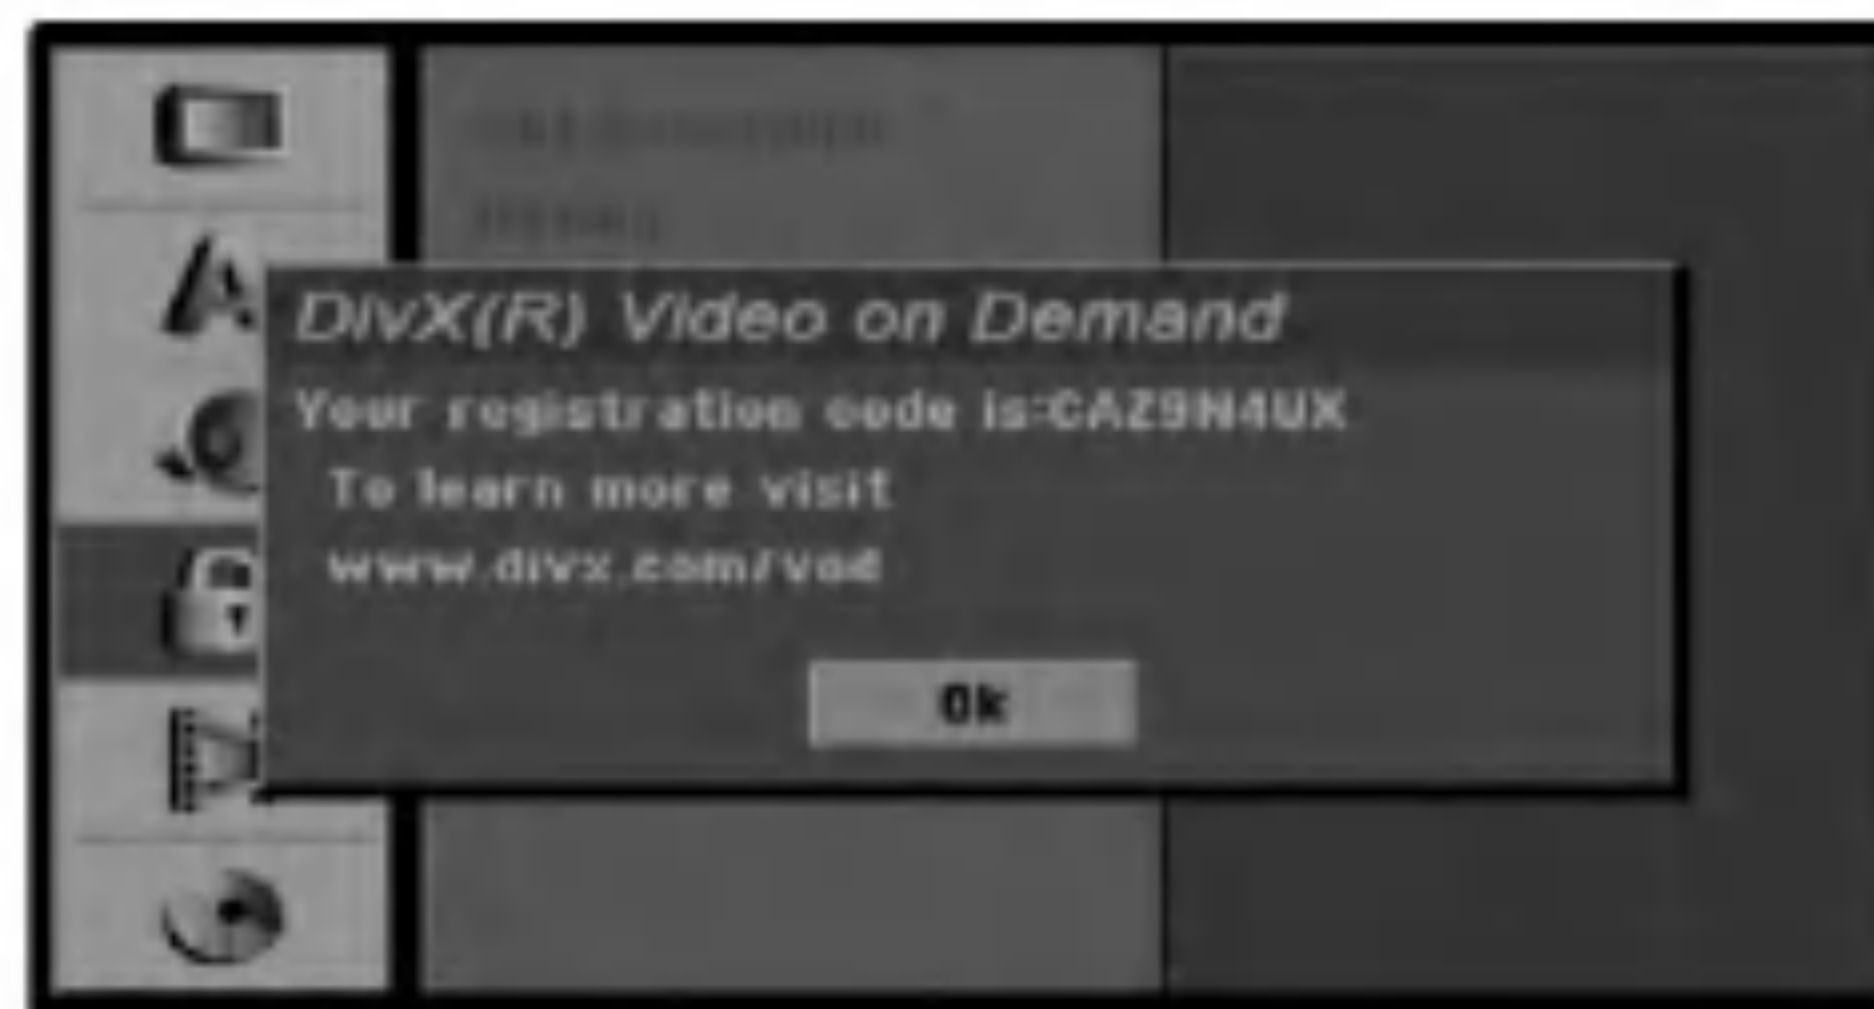 DivX(R) Video on Demand
Your registration code is:CAZ9N4UX
To learn more visit
www.divx.com/vod
Ok